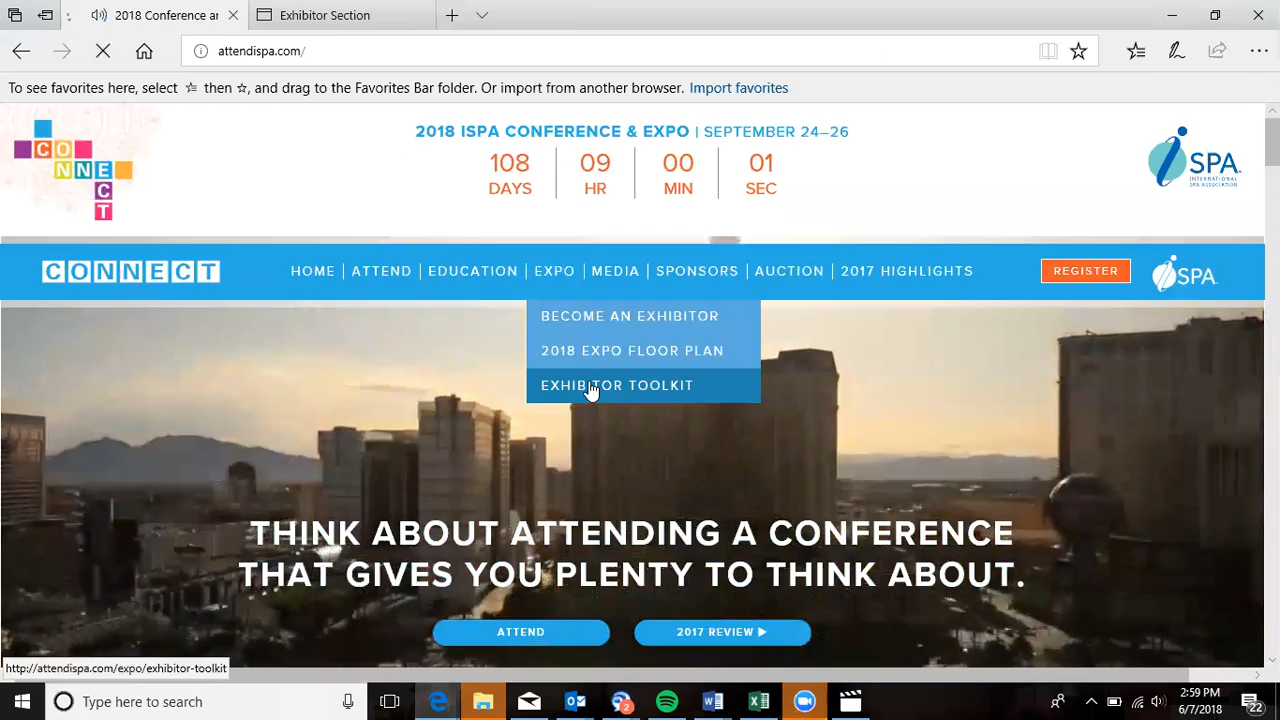 2018 Conference ar
Exhibitor Section
attendispa.com/
To see favorites here, select ☆ then ☆, and drag to the Favorites Bar folder. Or import from another browser. Import favorites
CONNECT
2018 ISPA CONFERENCE & EXPO | SEPTEMBER 24–26
108 09 00 01
DAYS HR MIN SEC
iSPA
INTERNATIONAL
SPA ASSOCIATION
CONNECT HOME ATTEND EDUCATION EXPO MEDIA SPONSORS AUCTION 2017 HIGHLIGHTS REGISTER iSPA
BECOME AN EXHIBITOR
2018 EXPO FLOOR PLAN
EXHIBITOR TOOLKIT
THINK ABOUT ATTENDING A CONFERENCE
THAT GIVES YOU PLENTY TO THINK ABOUT.
ATTEND 2017 REVIEW ▶
http://attendispa.com/expo/exhibitor-toolkit
Type here to search
2
2:59 PM
6/7/2018
22